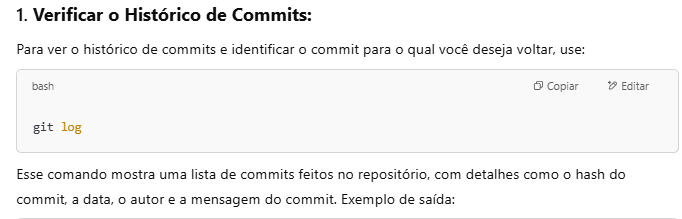 1. Verificar o Histórico de Commits:
Para ver o histórico de commits e identificar o commit para o qual você deseja voltar, use:
bash
Copiar
Editar
git log
Esse comando mostra uma lista de commits feitos no repositório, com detalhes como o hash do
commit, a data, o autor e a mensagem do commit. Exemplo de saída: